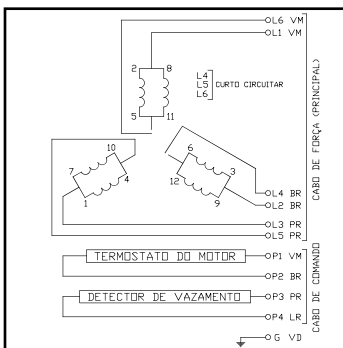 L6 VM
L1 VM
2 8
5 11
L4
L5
L6
CURTO CIRCUITAR
CABO DE FORÇA (PRINCIPAL)
10
7
4
1
6
3
12
9
L4 BR
L2 BR
L3 PR
L5 PR
TERMOSTATO DO MOTOR
P1 VM
P2 BR
DETECTOR DE VAZAMENTO
P3 PR
P4 LR
CABO DE COMANDO
G VD